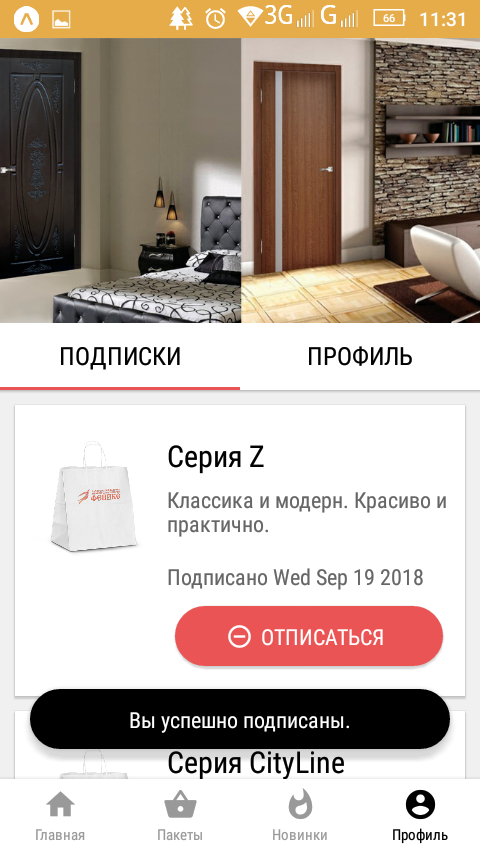 3G G 66 11:31
ПОДПИСКИ ПРОФИЛЬ
Серия Z
Классика и модерн. Красиво и
практично.
Подписано Wed Sep 19 2018
ОТПИСАТЬСЯ
Вы успешно подписаны.
Серия CityLine
Главная Пакеты Новинки Профиль